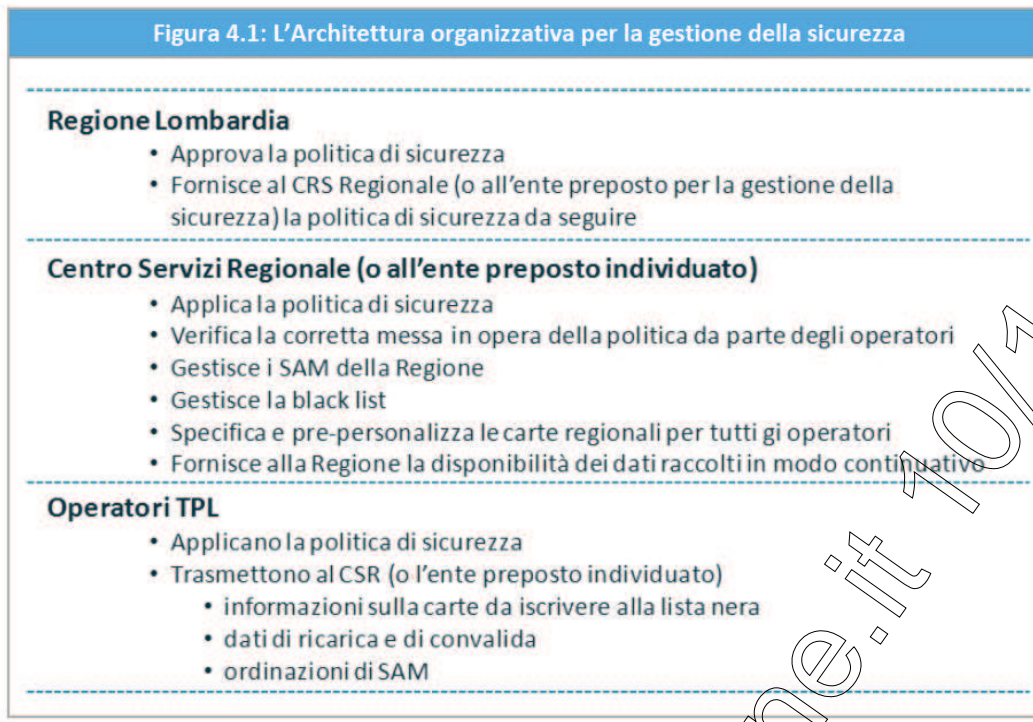 Figura 4.1: L'Architettura organizzativa per la gestione della sicurezza
Regione Lombardia
• Approva la politica di sicurezza
• Fornisce al CRS Regionale (o all'ente preposto per la gestione della
sicurezza) la politica di sicurezza da seguire
Centro Servizi Regionale (o all'ente preposto individuato)
• Applica la politica di sicurezza
• Verifica la corretta messa in opera della politica da parte degli operatori
• Gestisce i SAM della Regione
• Gestisce la black list
• Specifica e pre-personalizza le carte regionali per tutti gi operatori
• Fornisce alla Regione la disponibilità dei dati raccolti in modo continuativo
Operatori TPL
• Applicano la politica di sicurezza
• Trasmettono al CSR (o l'ente preposto individuato)
• informazioni sulla carte da iscrivere alla lista nera
• dati di ricarica e di convalida
• ordinazioni di SAM
ne.it 10/1